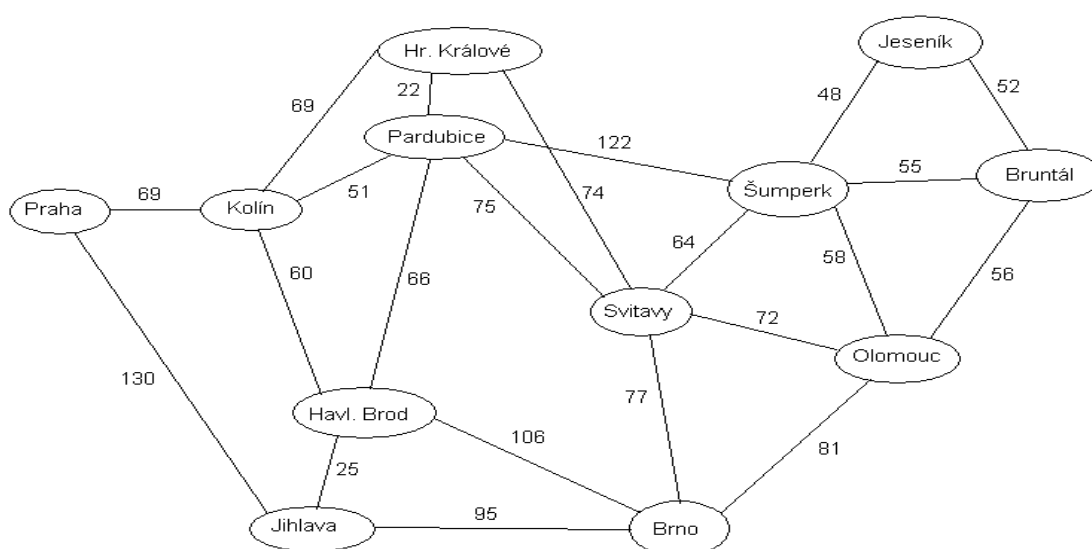 Hr. Králové
Jeseník
69
22
48
52
Pardubice
122
Šumperk
55
Bruntál
Praha
69
Kolín
51
75
74
64
58
56
60
66
Svitavy
72
Olomouc
130
77
Havl. Brod
106
81
25
Jihlava
95
Brno